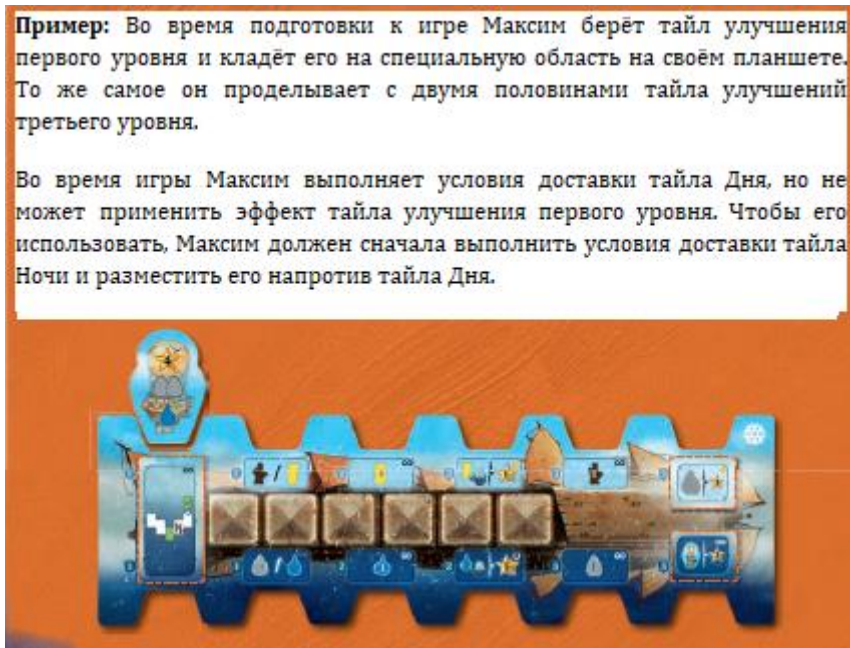 Пример: Во время подготовки к игре Максим берёт тайл улучшения
первого уровня и кладёт его на специальную область на своём планшете.
То же самое он проделывает с двумя половинами тайла улучшений
третьего уровня.
Во время игры Максим выполняет условия доставки тайла Дня, но не
может применить эффект тайла улучшения первого уровня. Чтобы его
использовать, Максим должен сначала выполнить условия доставки тайла
Ночи и разместить его напротив тайла Дня.